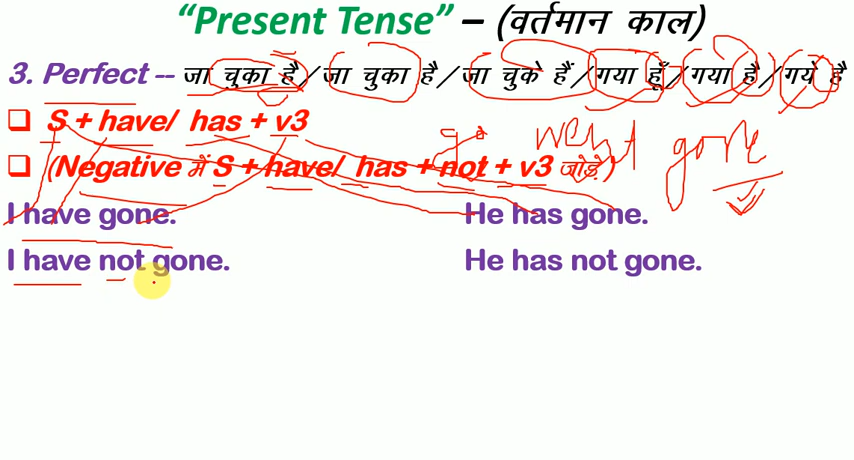 “Present Tense” – (वर्तमान काल)
3. Perfect -- जा चुका है/जा चुका है/जा चुके हैं/गया हूँ/गया है/गये है
❑ S + have/ has + v3
go went gone
❑ (Negative में S + have/ has + not + v3 जोड़े)
I have gone. He has gone.
I have not gone. He has not gone.